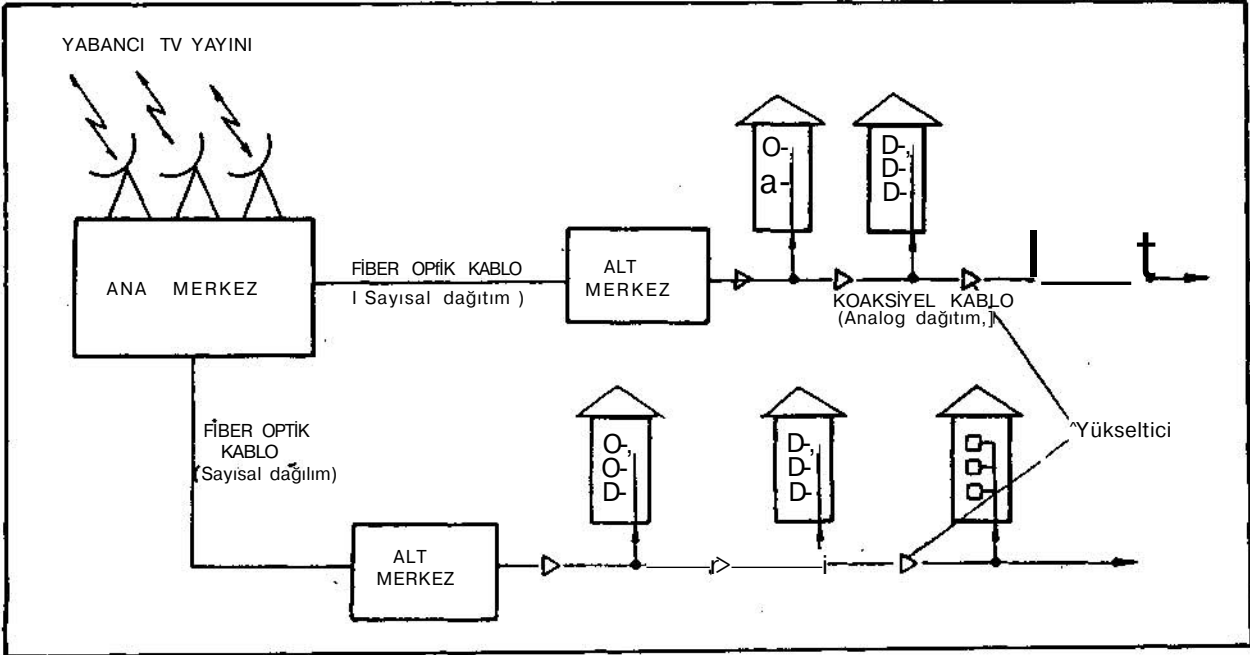 YABANCI TV YAYINI
ANA MERKEZ
FİBER OPfİK KABLO
I Sayısal dağıtım )
ALT
MERKEZ
O-,
a-
D-,
D-
D-
KOAKSİYEL KABLO
(Analog dağıtım,]
Yükseltici
FİBER OPTİK
KABLO
(Sayısal dağılım)
ALT
MERKEZ
O-,
O-
D-
D-,
D-
D-